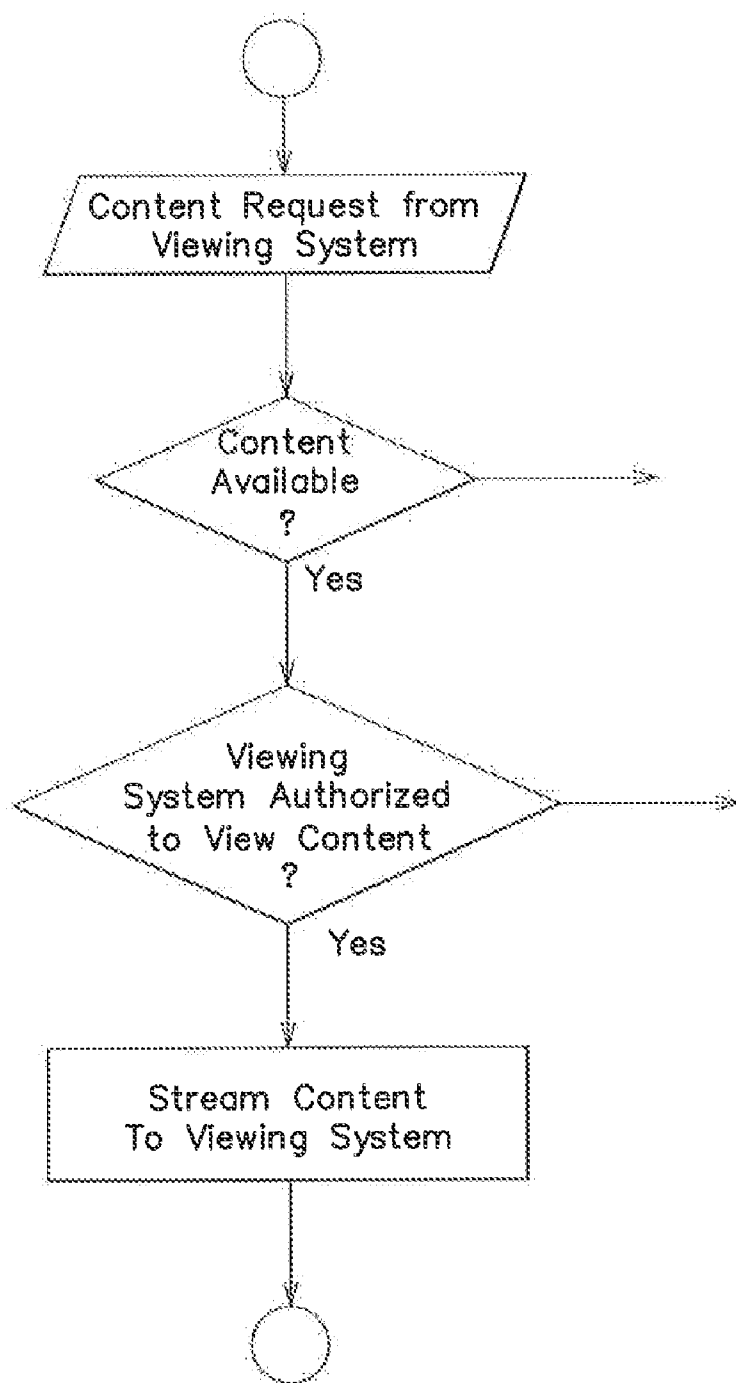 Content Request from
Viewing System
Content
Available
?
Yes
Viewing
System Authorized
to View Content
?
Yes
Stream Content
To Viewing System